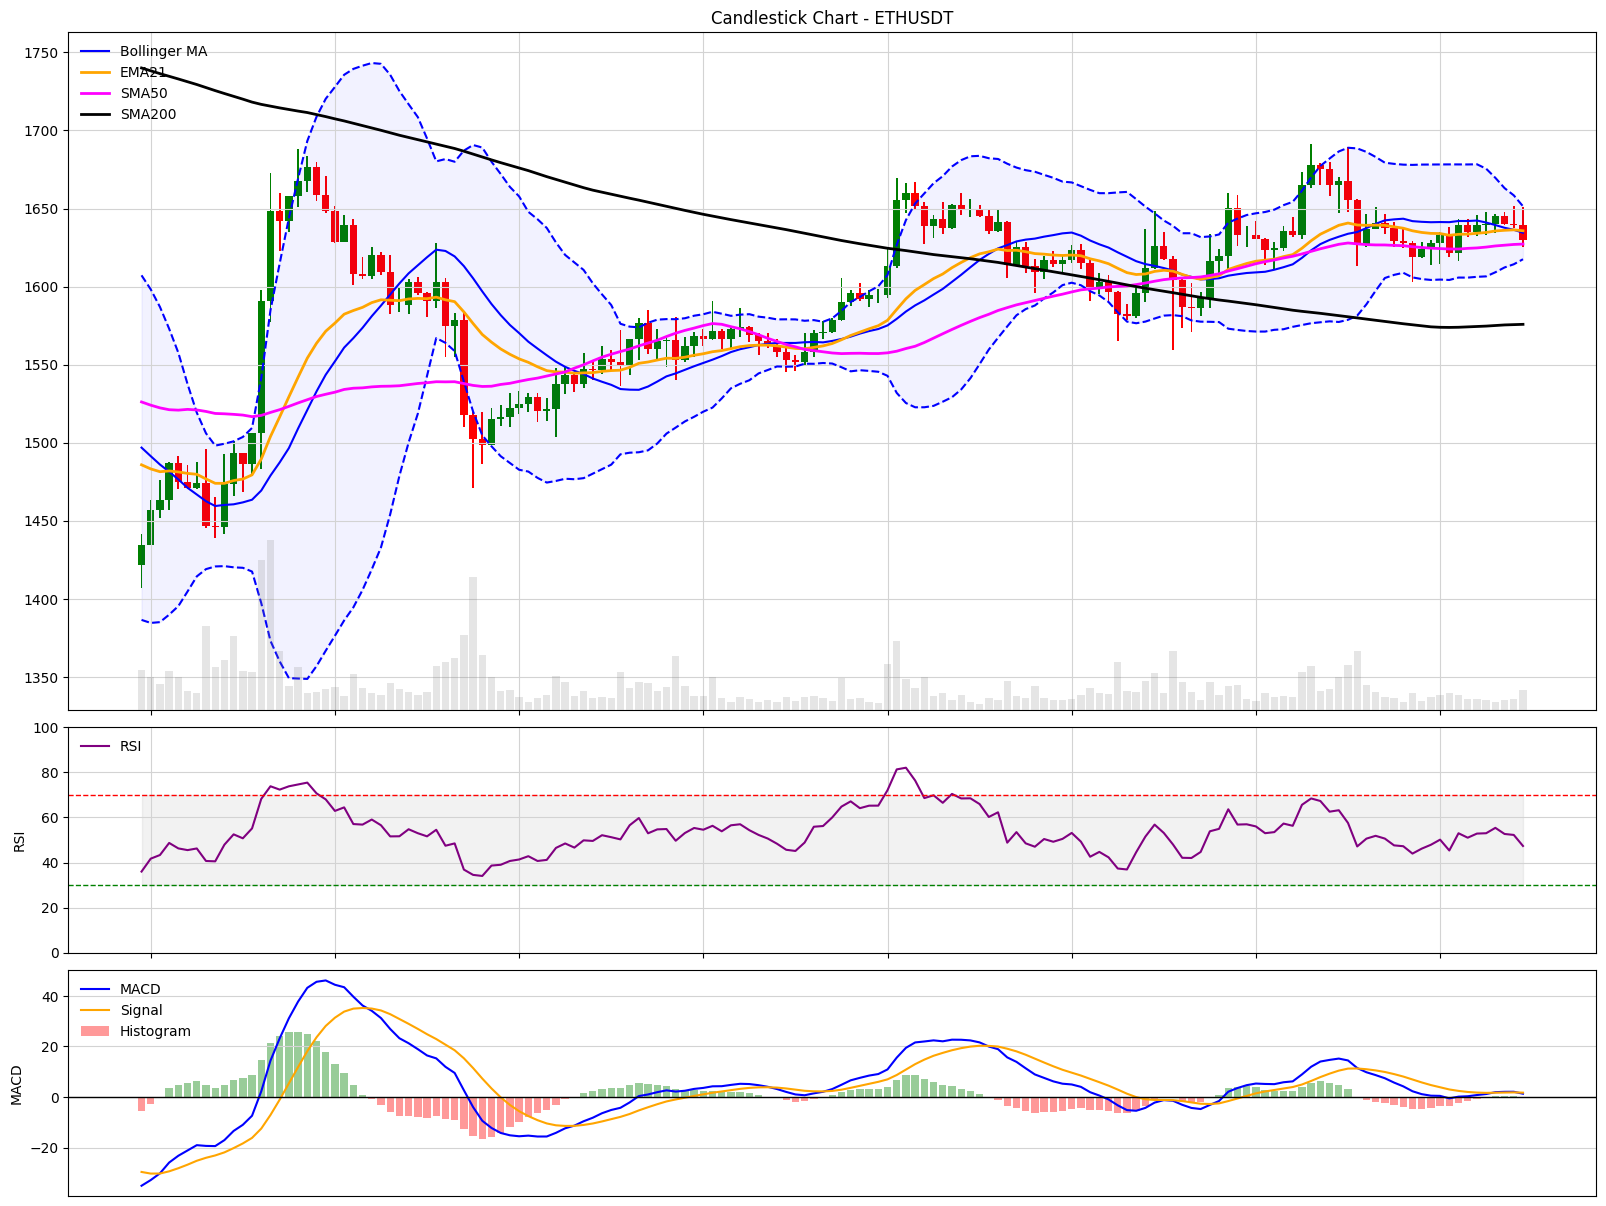 Candlestick Chart - ETHUSDT
Bollinger MA
EMA21
SMA50
SMA200
1750
1700
1650
1600
1550
1500
1450
1400
1350
RSI
RSI
100
80
60
40
20
0
MACD
Signal
Histogram
MACD
40
20
0
−20